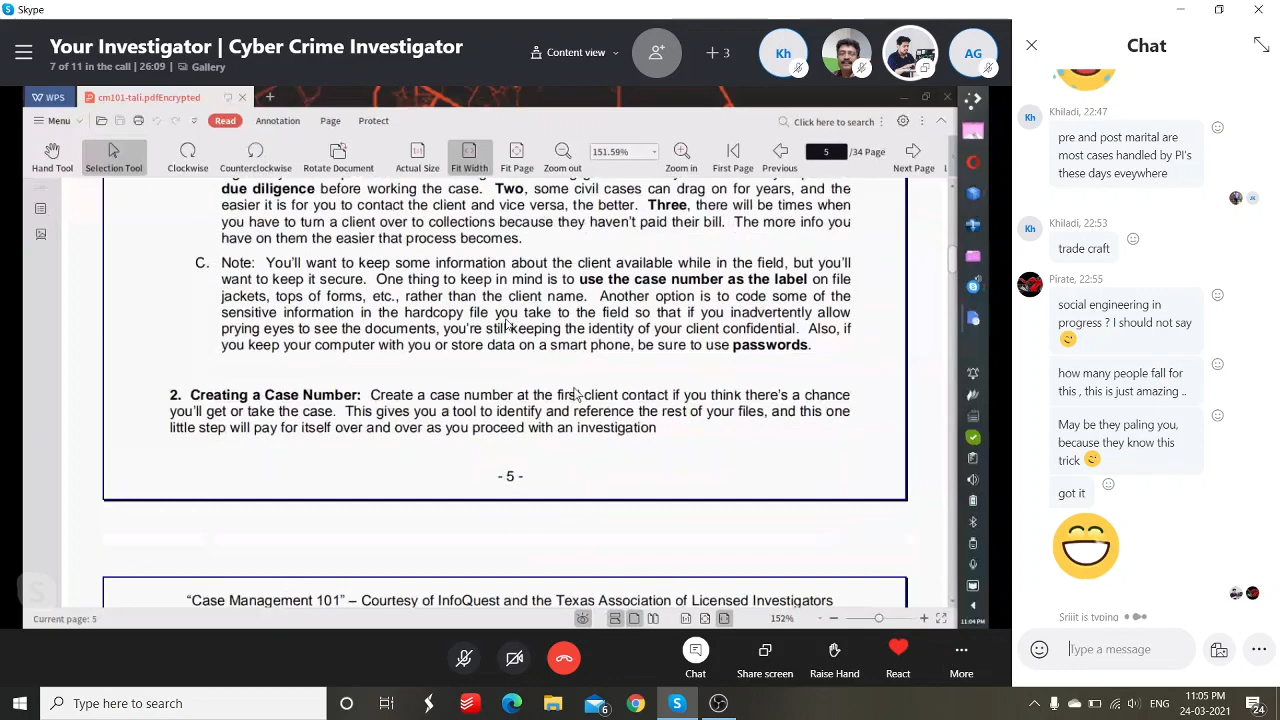 Skype
Your Investigator | Cyber Crime Investigator
7 of 11 in the call | 26:09 | Gallery
Content view
+ 3
Kh
AG
WPS
cm101-tali.pdfEncrypted
Menu
Read
Annotation
Page
Protect
Click here to search
Hand Tool
Selection Tool
Clockwise
Counterclockwise
Rotate Document
Actual Size
Fit Width
Fit Page
Zoom out
151.59%
Zoom in
First Page
Previous Page
5
/34 Page
Next Page
due diligence before working the case. Two, some civil cases can drag on for years, and the
easier it is for you to contact the client and vice versa, the better. Three, there will be times when
you have to turn a client over to collections because they haven't paid their bill. The more info you
have on them the easier that process becomes.
C. Note: You'll want to keep some information about the client available while in the field, but you'll
want to keep it secure. One thing to keep in mind is to use the case number as the label on file
jackets, tops of forms, etc., rather than the client name. Another option is to code some of the
sensitive information in the hardcopy file you take to the field so that if you inadvertently allow
prying eyes to see the documents, you're still keeping the identity of your client confidential. Also, if
you keep your computer with you or store data on a smart phone, be sure to use passwords.
2. Creating a Case Number: Create a case number at the first client contact if you think there's a chance
you'll get or take the case. This gives you a tool to identify and reference the rest of your files, and this one
little step will pay for itself over and over as you proceed with an investigation
- 5 -
"Case Management 101" – Courtesy of InfoQuest and the Texas Association of Licensed Investigators
Current page: 5
152%
11:04 PM
Chat
Share screen
Raise Hand
React
More
Chat
Khiladi, 22:47
Kh
pre and post marital are
most cases handled by PI's
these days eveywhere
JK
Khiladi, 22:53
Kh
trade craft
Pirate, 22:55
social engineering in
progress ? I should not say
how many people fall for
this , this is just amazing ..
May be they paling you,
because they know this
trick
got it
Srijit is typing
Type a message
Type here to search
6
ENG
11:05 PM
24-03-2021
24